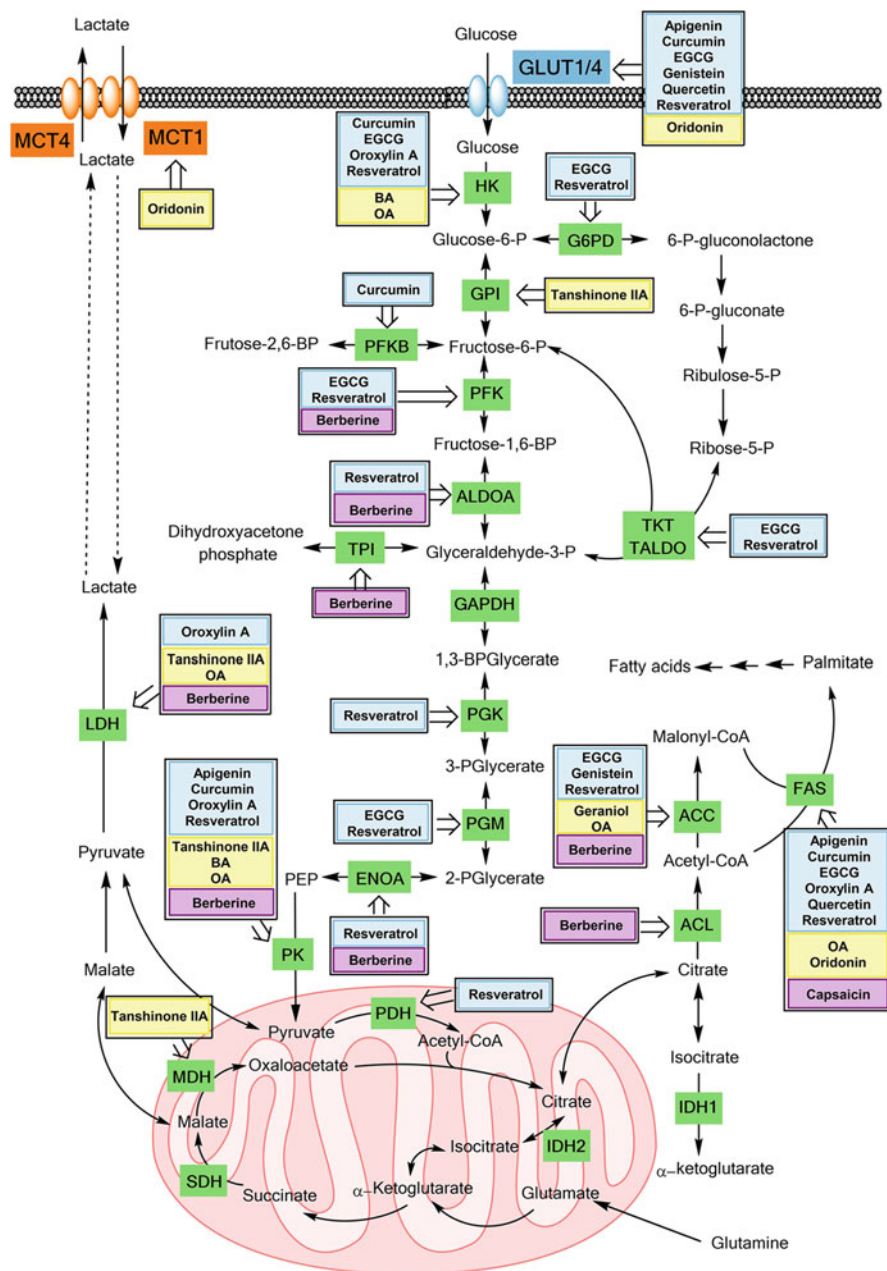 Lactate
Lactate
Glucose
GLUT1/4
Apigenin
Curcumin
EGCG
Genistein
Quercetin
Resveratrol
Oridonin
MCT4
MCT1
Lactate
Oridonin
Curcumin
EGCG
Oroxylin A
Resveratrol
BA
OA
Glucose
HK
EGCG
Resveratrol
Glucose-6-P
G6PD
6-P-gluconolactone
GPI
Tanshinone IIA
6-P-gluconate
Curcumin
Frutose-2,6-BP
PFKB
Fructose-6-P
Ribulose-5-P
EGCG
Resveratrol
Berberine
PFK
Fructose-1,6-BP
Ribose-5-P
Resveratrol
Berberine
ALDOA
TKT
TALDO
EGCG
Resveratrol
Dihydroxyacetone
phosphate
TPI
Glyceraldehyde-3-P
Berberine
GAPDH
Lactate
Oroxylin A
Tanshinone IIA
OA
Berberine
LDH
1,3-BPGlycerate
Fatty acids
Palmitate
Resveratrol
PGK
Malonyl-CoA
3-PGlycerate
EGCG
Genistein
Resveratrol
Geraniol
OA
Berberine
ACC
FAS
Apigenin
Curcumin
Oroxylin A
Resveratrol
Tanshinone IIA
BA
OA
Berberine
EGCG
Resveratrol
PGM
Pyruvate
PEP
ENOA
2-PGlycerate
Acetyl-CoA
Apigenin
Curcumin
EGCG
Oroxylin A
Quercetin
Resveratrol
OA
Oridonin
Capsaicin
Berberine
ACL
PK
Resveratrol
Berberine
Malate
Citrate
Tanshinone IIA
Resveratrol
PDH
Pyruvate
Acetyl-CoA
Isocitrate
MDH
Oxaloacetate
Citrate
IDH1
Malate
Isocitrate
IDH2
α-ketoglutarate
SDH
Succinate
α-Ketoglutarate
Glutamate
Glutamine